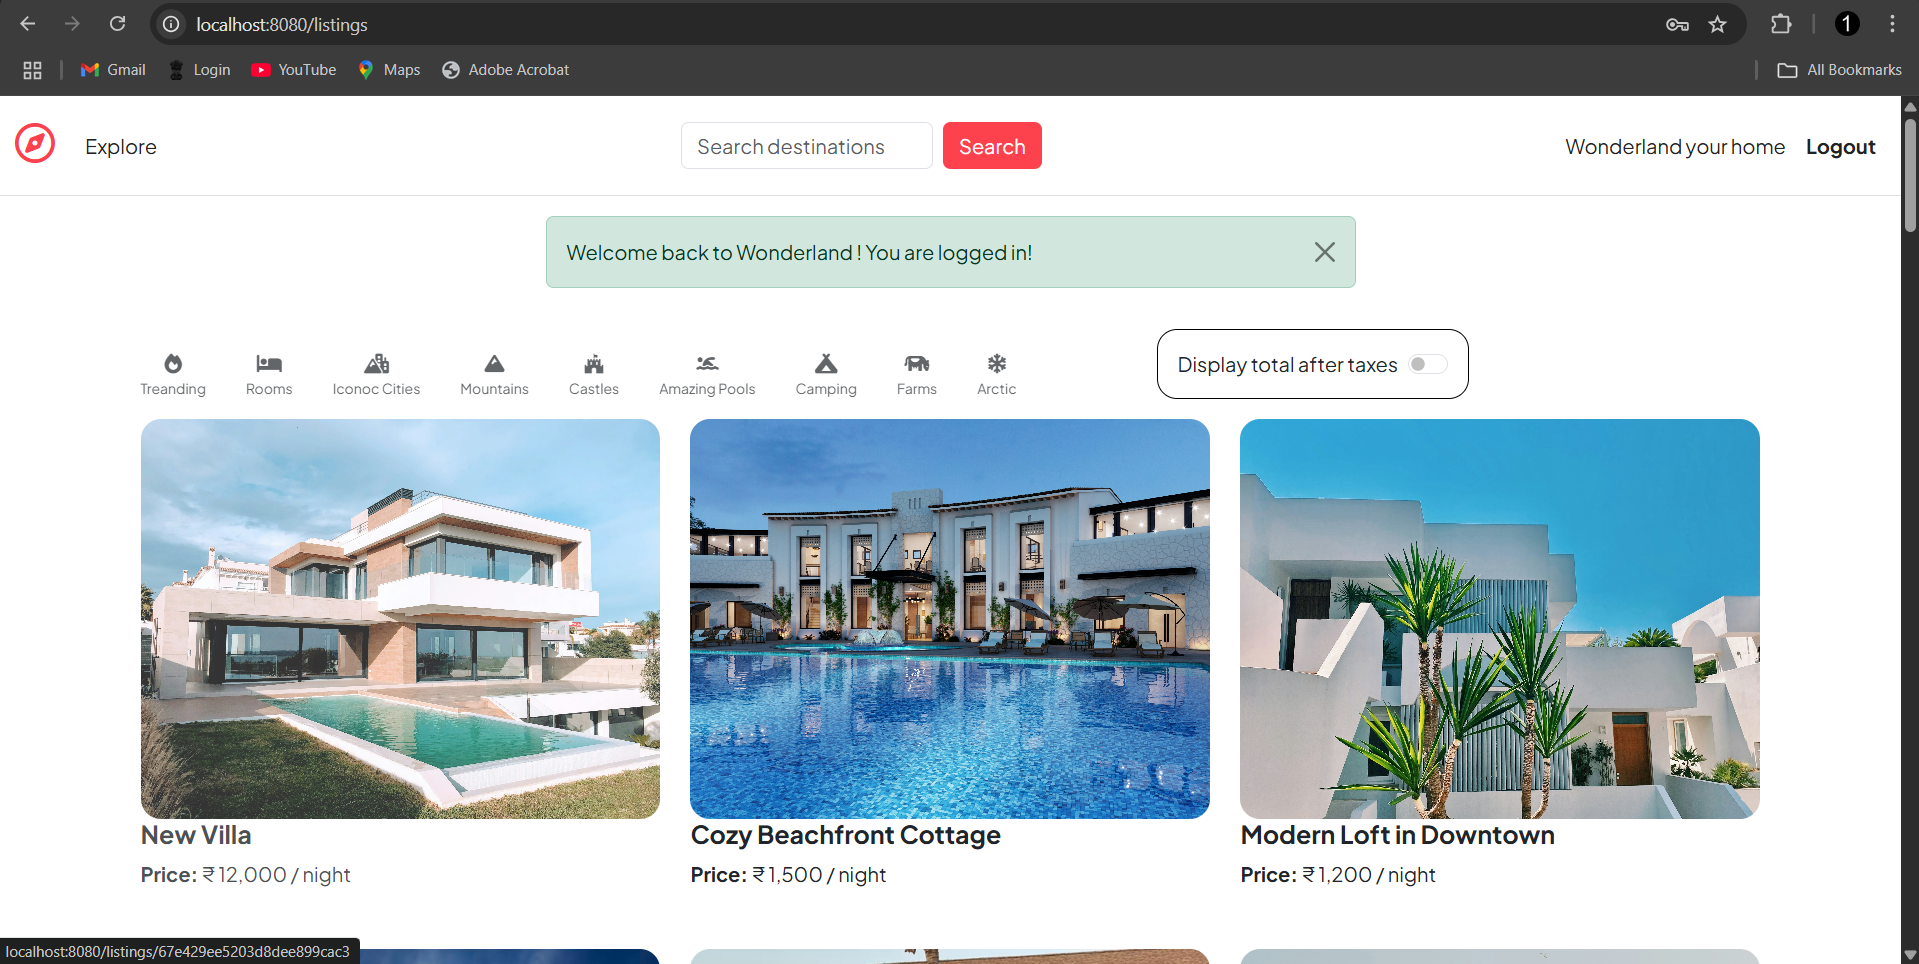 localhost:8080/listings
1
Gmail
Login
YouTube
Maps
Adobe Acrobat
All Bookmarks
Explore
Search destinations
Search
Wonderland your home
Logout
Welcome back to Wonderland ! You are logged in!
Treanding
Rooms
Iconoc Cities
Mountains
Castles
Amazing Pools
Camping
Farms
Arctic
Display total after taxes
New Villa
Price: ₹ 12,000 / night
Cozy Beachfront Cottage
Price: ₹ 1,500 / night
Modern Loft in Downtown
Price: ₹ 1,200 / night
localhost:8080/listings/67e429ee5203d8dee899cac3